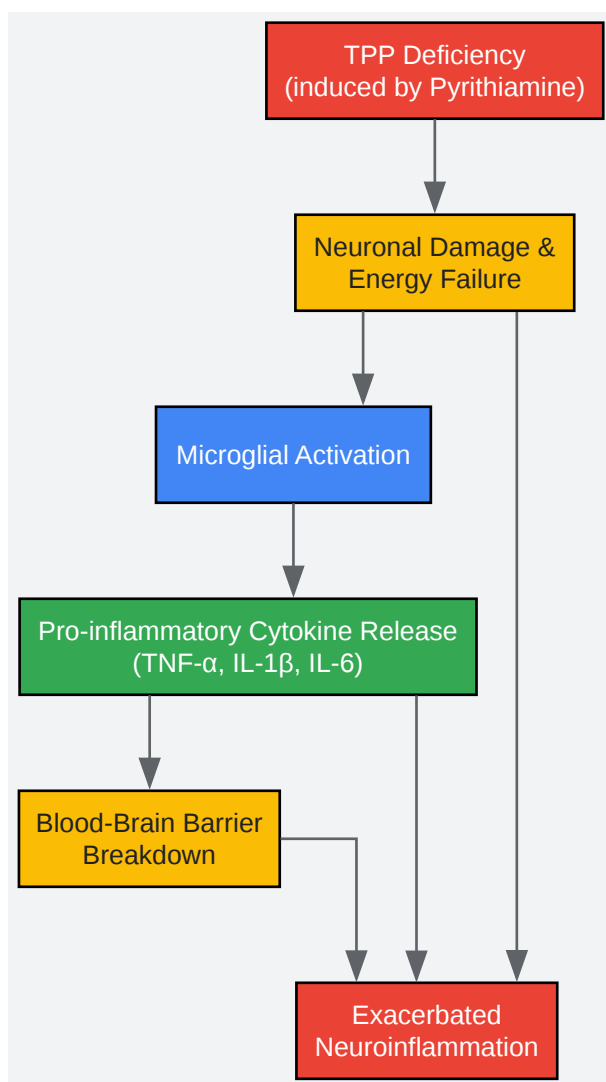 TPP Deficiency
(induced by Pyrithiamine)
Neuronal Damage &
Energy Failure
Microglial Activation
Pro-inflammatory Cytokine Release
(TNF-α, IL-1β, IL-6)
Blood-Brain Barrier
Breakdown
Exacerbated
Neuroinflammation